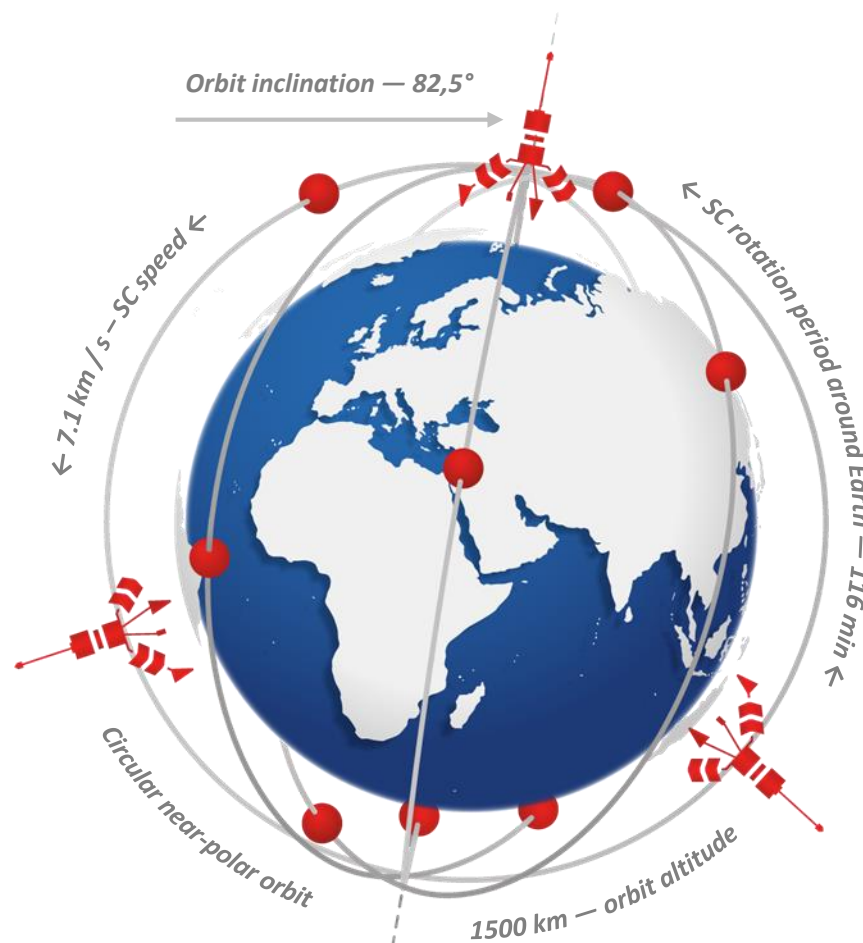 Orbit inclination — 82,5°
← 7.1 km / s – SC speed ←
← SC rotation period around Earth — 116 min ←
Circular near-polar orbit
1500 km — orbit altitude